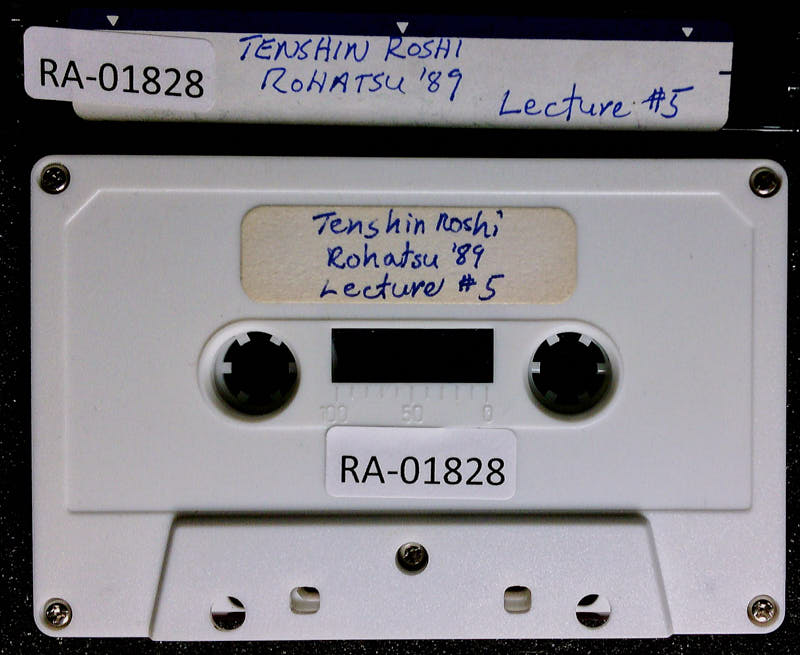 RA-01828
TENSHIN ROSHI
ROHATSU '89
Lecture #5
Tenshin Roshi
Rohatsu '89
Lecture #5
100 50 0
RA-01828